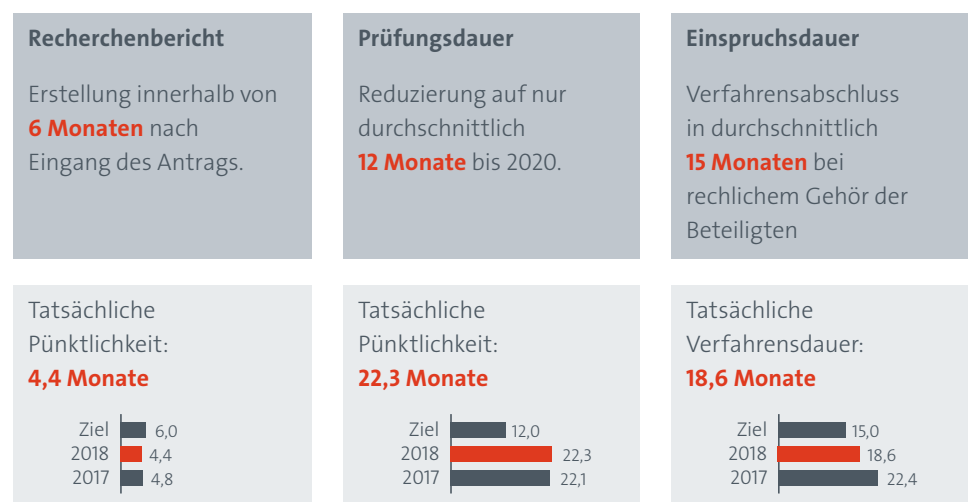 Recherchenbericht
Erstellung innerhalb von
6 Monaten nach
Eingang des Antrags.
Prüfungsdauer
Reduzierung auf nur
durchschnittlich
12 Monate bis 2020.
Einspruchsdauer
Verfahrensabschluss
in durchschnittlich
15 Monaten bei
rechlichem Gehör der
Beteiligten
Tatsächliche
Pünktlichkeit:
4,4 Monate
Ziel 6,0
2018 4,4
2017 4,8
Tatsächliche
Pünktlichkeit:
22,3 Monate
Ziel 12,0
2018 22,3
2017 22,1
Tatsächliche
Verfahrensdauer:
18,6 Monate
Ziel 15,0
2018 18,6
2017 22,4